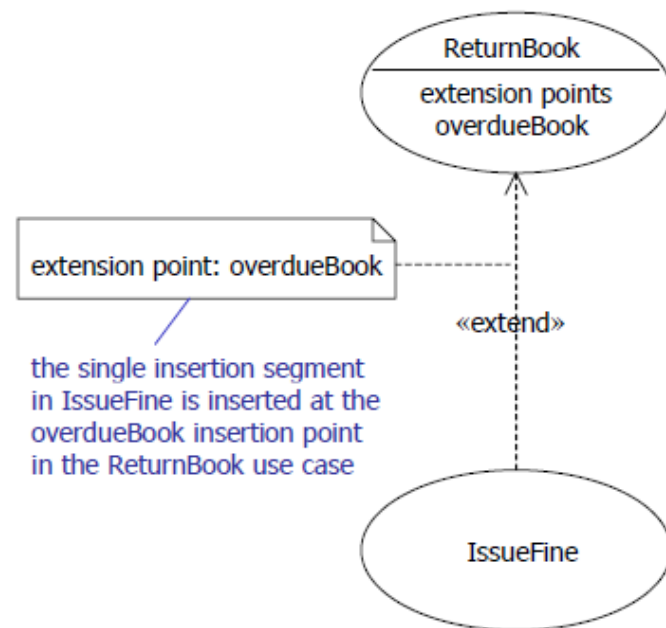 ReturnBook
extension points
overdueBook
extension point: overdueBook
«extend»
the single insertion segment
in IssueFine is inserted at the
overdueBook insertion point
in the ReturnBook use case
IssueFine